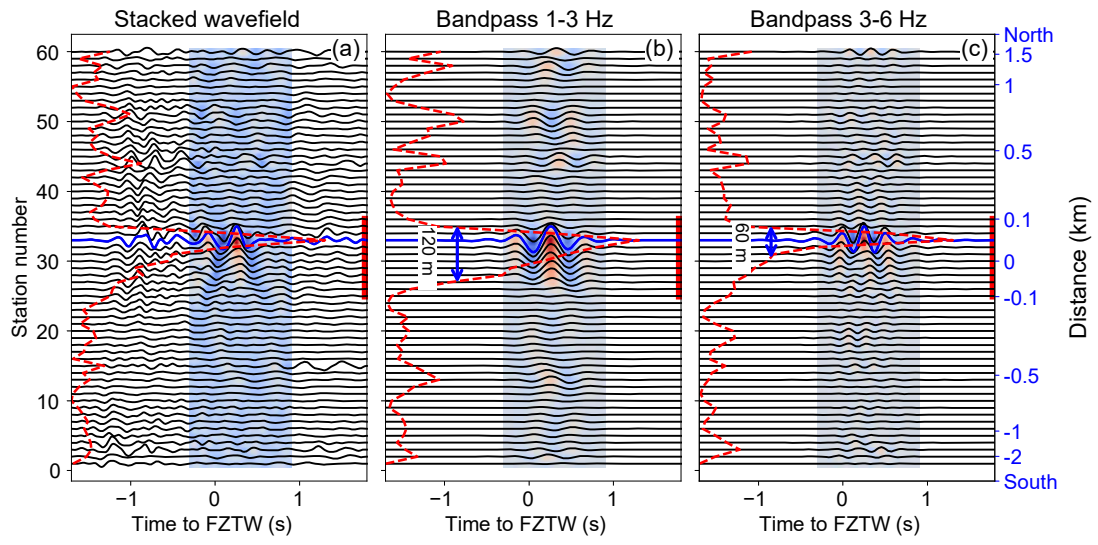 Stacked wavefield
Bandpass 1-3 Hz
Bandpass 3-6 Hz
(a)
(b)
(c)
Station number
60
50
40
30
20
10
0
120 m
60 m
North
1.5
1
0.5
0.1
0
-0.1
-0.5
-1
-2
South
Distance (km)
−1 0 1
−1 0 1
−1 0 1
Time to FZTW (s)
Time to FZTW (s)
Time to FZTW (s)